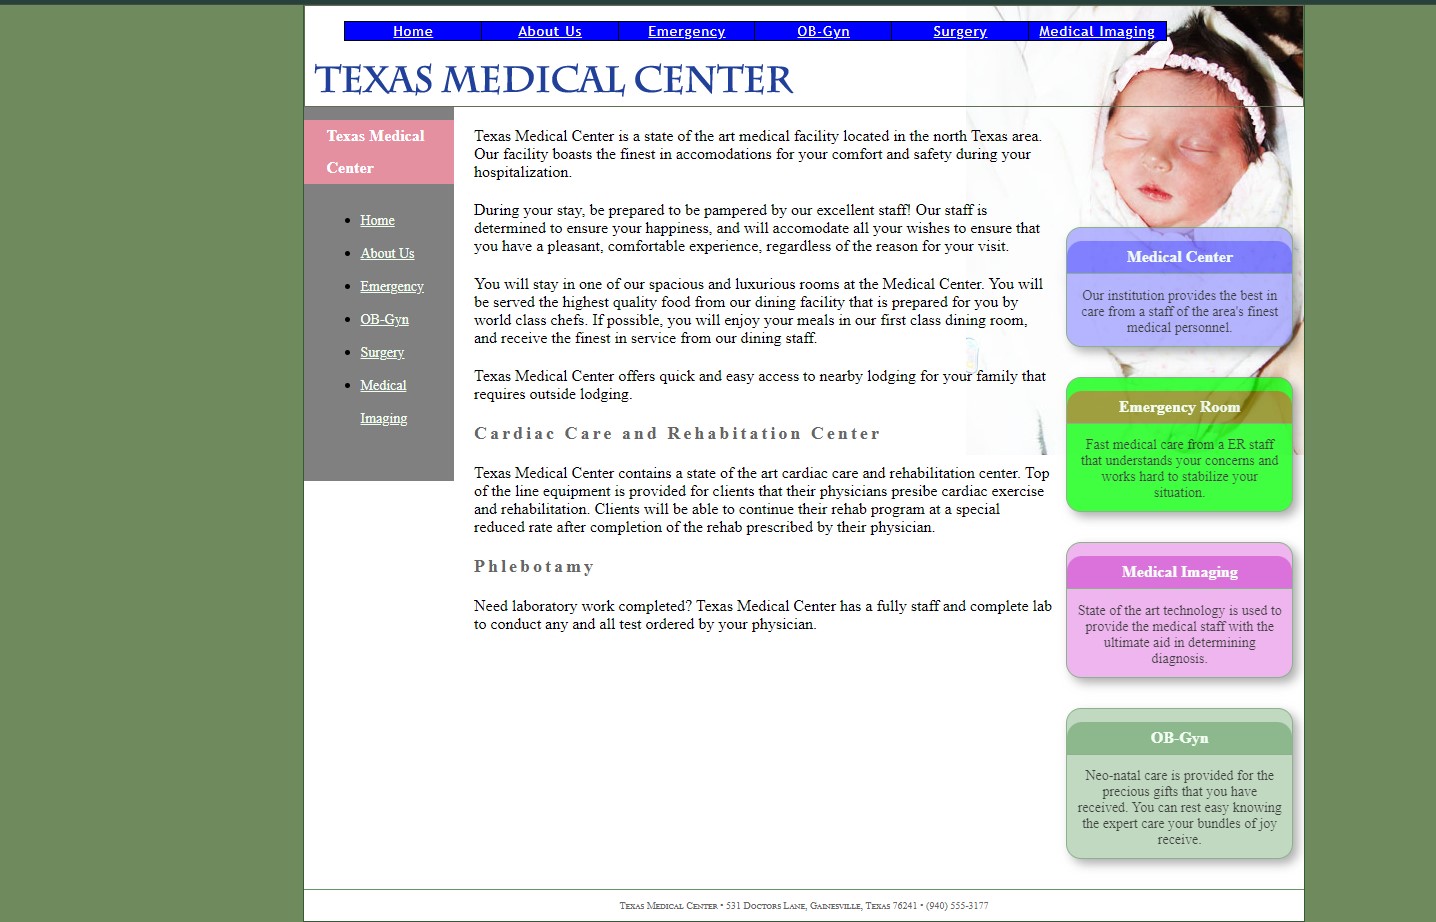 Home About Us Emergency OB-Gyn Surgery Medical Imaging
TEXAS MEDICAL CENTER
Texas Medical
Center
Home
About Us
Emergency
OB-Gyn
Surgery
Medical
Imaging
Texas Medical Center is a state of the art medical facility located in the north Texas area.
Our facility boasts the finest in accomodations for your comfort and safety during your
hospitalization.
During your stay, be prepared to be pampered by our excellent staff! Our staff is
determined to ensure your happiness, and will accomodate all your wishes to ensure that
you have a pleasant, comfortable experience, regardless of the reason for your visit.
You will stay in one of our spacious and luxurious rooms at the Medical Center. You will
be served the highest quality food from our dining facility that is prepared for you by
world class chefs. If possible, you will enjoy your meals in our first class dining room,
and receive the finest in service from our dining staff.
Texas Medical Center offers quick and easy access to nearby lodging for your family that
requires outside lodging.
Cardiac Care and Rehabitation Center
Texas Medical Center contains a state of the art cardiac care and rehabilitation center. Top
of the line equipment is provided for clients that their physicians presibe cardiac exercise
and rehabilitation. Clients will be able to continue their rehab program at a special
reduced rate after completion of the rehab prescribed by their physician.
Phlebotamy
Need laboratory work completed? Texas Medical Center has a fully staff and complete lab
to conduct any and all test ordered by your physician.
Medical Center
Our institution provides the best in
care from a staff of the area's finest
medical personnel.
Emergency Room
Fast medical care from a ER staff
that understands your concerns and
works hard to stabilize your
situation.
Medical Imaging
State of the art technology is used to
provide the medical staff with the
ultimate aid in determining
diagnosis.
OB-Gyn
Neo-natal care is provided for the
precious gifts that you have
received. You can rest easy knowing
the expert care your bundles of joy
receive.
Texas Medical Center • 531 Doctors Lane, Gainesville, Texas 76241 • (940) 555-3177